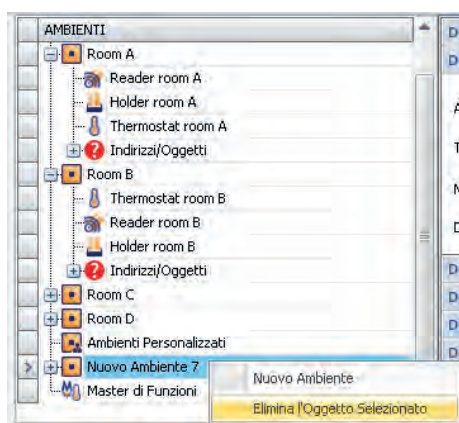 AMBIENTI
Room A
Reader room A
Holder room A
Thermostat room A
Indirizzi/Oggetti
Room B
Thermostat room B
Reader room B
Holder room B
Indirizzi/Oggetti
Room C
Room D
Ambienti Personalizzati
Nuovo Ambiente 7
Master di Funzioni
Nuovo Ambiente
Elimina l'Oggetto Selezionato